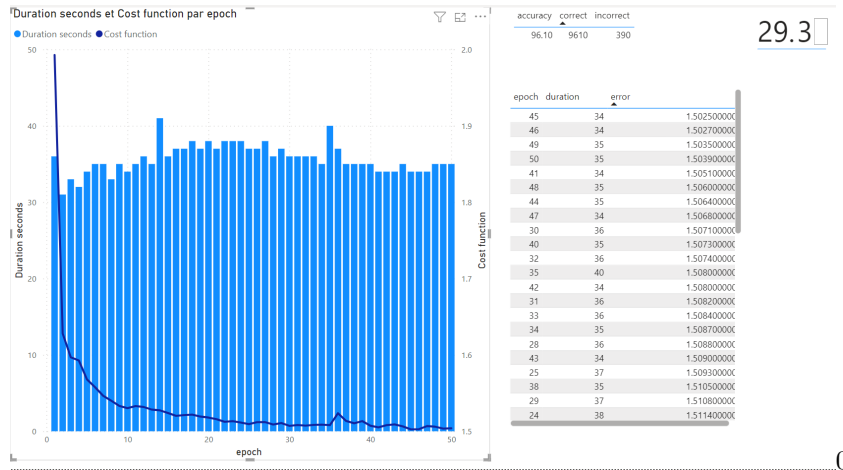 Duration seconds et Cost function par epoch
Duration seconds Cost function
50 2.0
40 1.9
30 1.8
20 1.7
10 1.6
0 1.5
Duration seconds
Cost function
0 10 20 30 40 50
epoch
accuracy correct incorrect
96.10 9610 390
29.3
epoch duration error
45 34 1.502500000
46 34 1.502700000
49 35 1.503500000
50 35 1.503900000
41 34 1.505100000
48 35 1.506000000
44 35 1.506400000
47 34 1.506800000
30 36 1.507100000
40 35 1.507300000
32 36 1.507400000
35 40 1.508000000
42 34 1.508000000
31 36 1.508200000
33 36 1.508400000
34 35 1.508700000
28 36 1.508800000
43 34 1.509000000
25 37 1.509300000
38 35 1.510500000
29 37 1.510800000
24 38 1.511400000